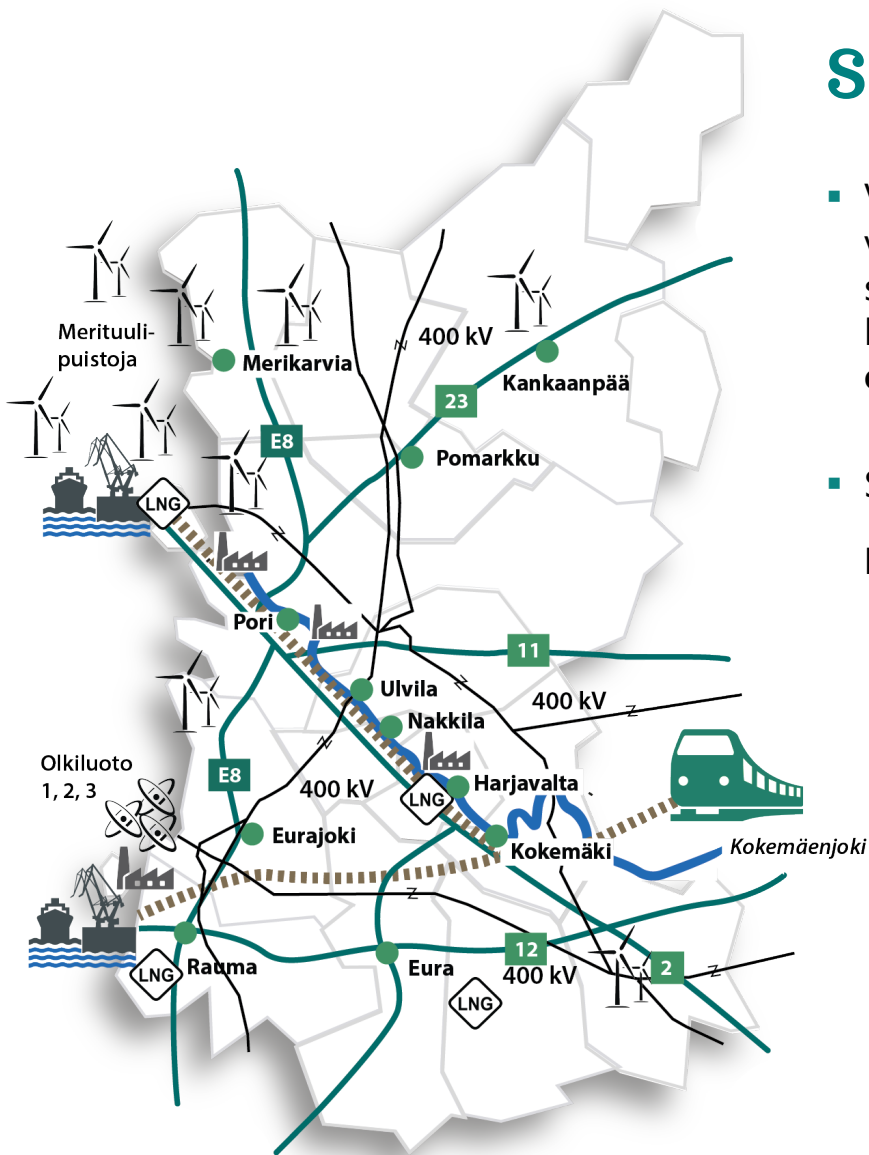 S
V
v
s
Merituuli-
puistoja
400 kV
Merikarvia
Kankaanpää
23
E8
Pomarkku
LNG
S
Pori
11
Ulvila
400 kV
Nakkila
Olkiluoto
1, 2, 3
E8
400 kV
Harjavalta
LNG
Eurajoki
Kokemäki
Kokemäenjoki
12
Rauma
Eura
400 kV
2
LNG
LNG